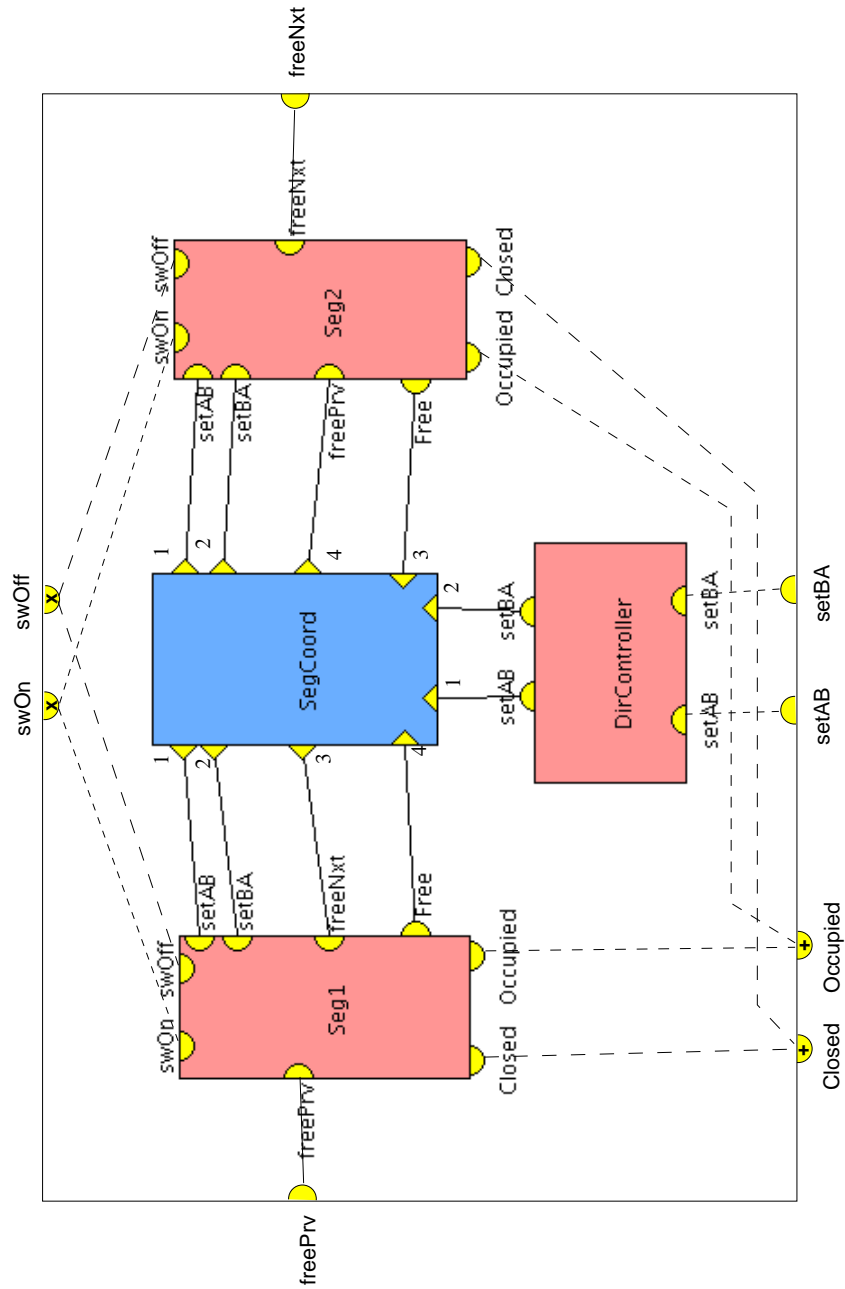 swOn swOff
swOn swOff 1 1 swOn swOff
setAB 2 2 setAB
setBA setBA
freePrv freePrv SegCoord freeNxt freeNxt
Seg1 freeNxt 3 4 freePrv Seg2
Free 4 3 Free
1 2
Closed Occupied setAB setBA Occupied Closed
DirController
setAB setBA
Closed Occupied setAB setBA